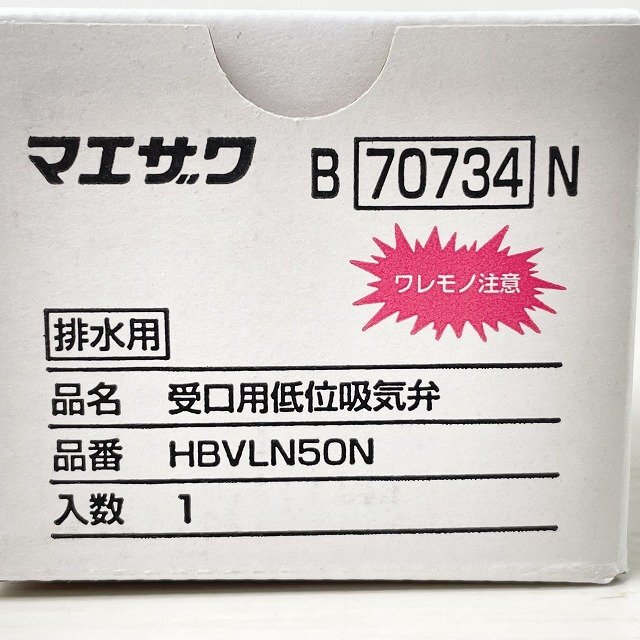 マエザワ B 70734 N
ワレモノ注意
排水用
品名 受口用低位吸気弁
品番 HBVLN50N
入数 1